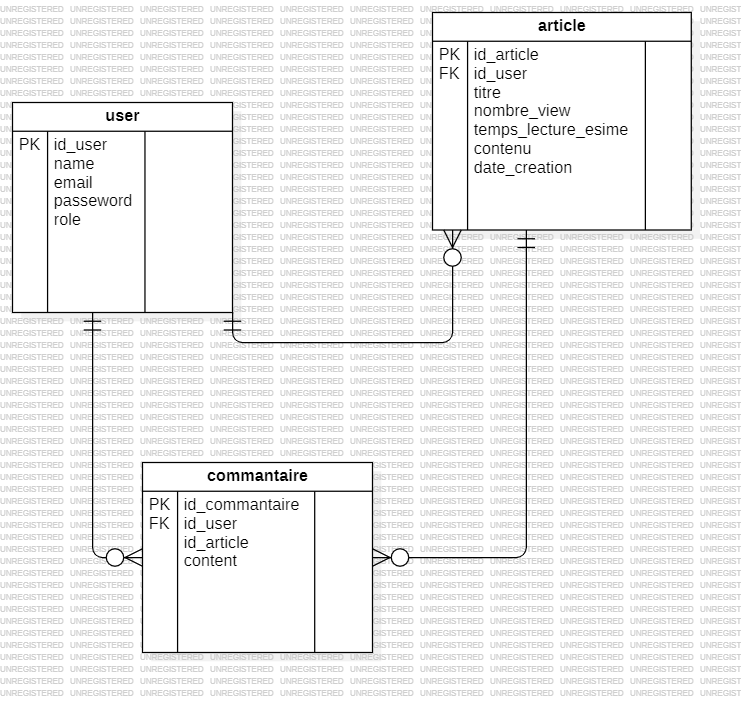 article
PK id_article
FK id_user
titre
nombre_view
temps_lecture_esime
contenu
date_creation
user
PK id_user
name
email
passeword
role
commantaire
PK id_commantaire
FK id_user
id_article
content
UNREGISTERED